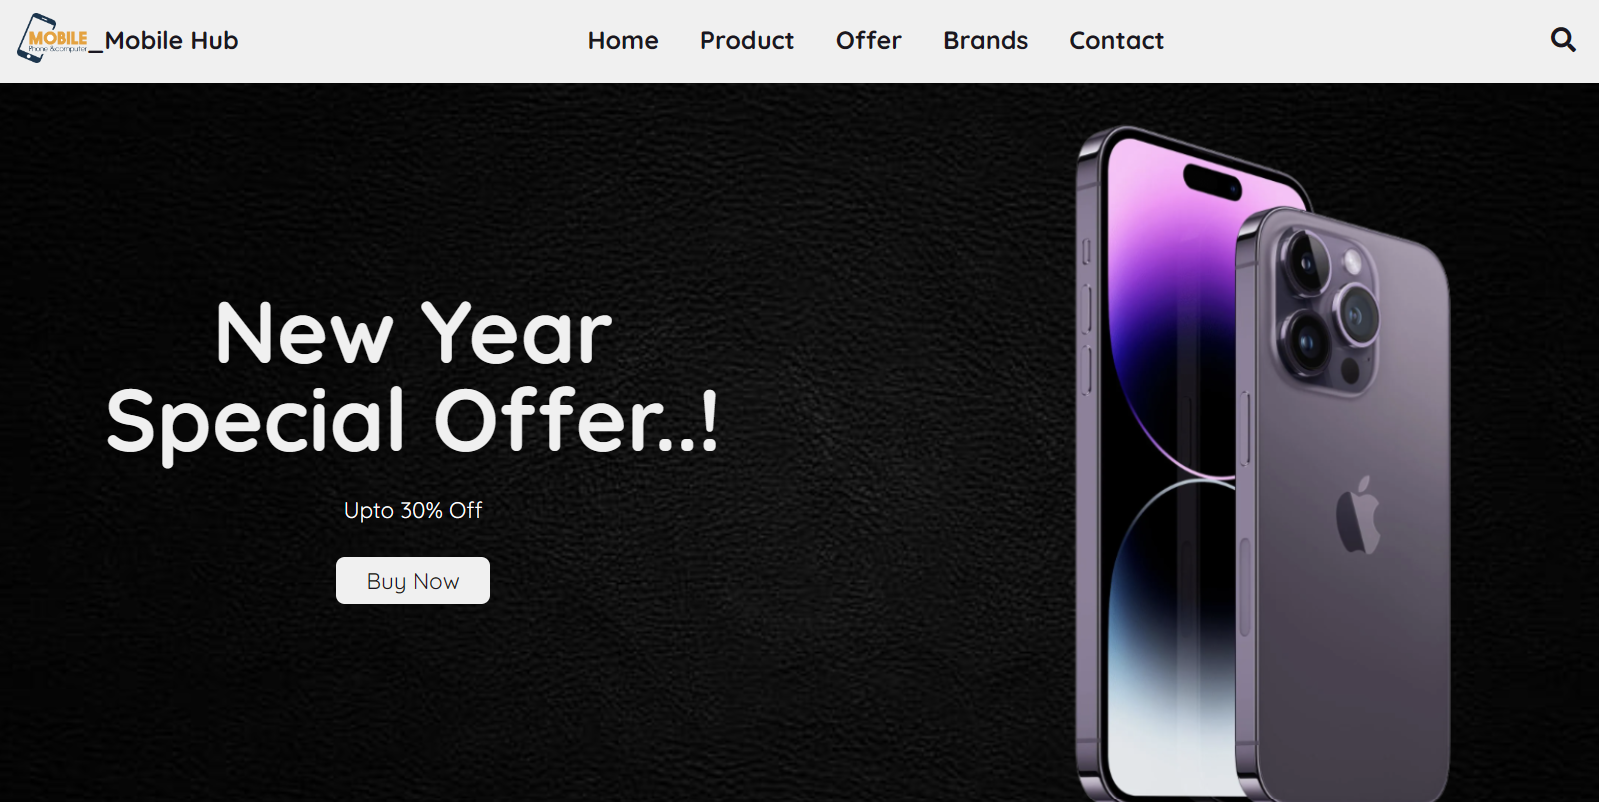 MOBILE
Phone & computer
_Mobile Hub
Home Product Offer Brands Contact
New Year
Special Offer..!
Upto 30% Off
Buy Now